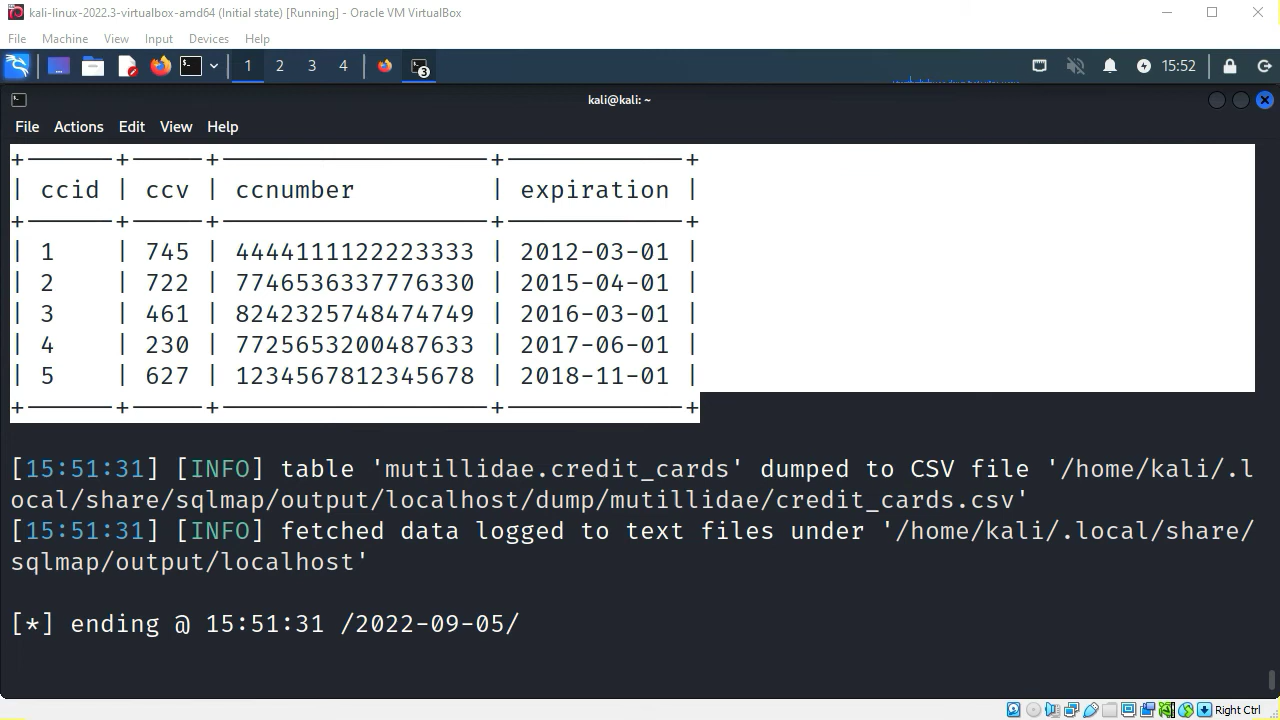 kali-linux-2022.3-virtualbox-amd64 (Initial state) [Running] - Oracle VM VirtualBox
File Machine View Input Devices Help
1 2 3 4 3 15:52
kali@kali: ~
File Actions Edit View Help
+------+-----+------------------+------------+
| ccid | ccv | ccnumber         | expiration |
+------+-----+------------------+------------+
| 1    | 745 | 4444111122223333 | 2012-03-01 |
| 2    | 722 | 7746536337776330 | 2015-04-01 |
| 3    | 461 | 8242325748474749 | 2016-03-01 |
| 4    | 230 | 7725653200487633 | 2017-06-01 |
| 5    | 627 | 1234567812345678 | 2018-11-01 |
+------+-----+------------------+------------+
[15:51:31] [INFO] table 'mutillidae.credit_cards' dumped to CSV file '/home/kali/.l
ocal/share/sqlmap/output/localhost/dump/mutillidae/credit_cards.csv'
[15:51:31] [INFO] fetched data logged to text files under '/home/kali/.local/share/
sqlmap/output/localhost'
[*] ending @ 15:51:31 /2022-09-05/
Right Ctrl